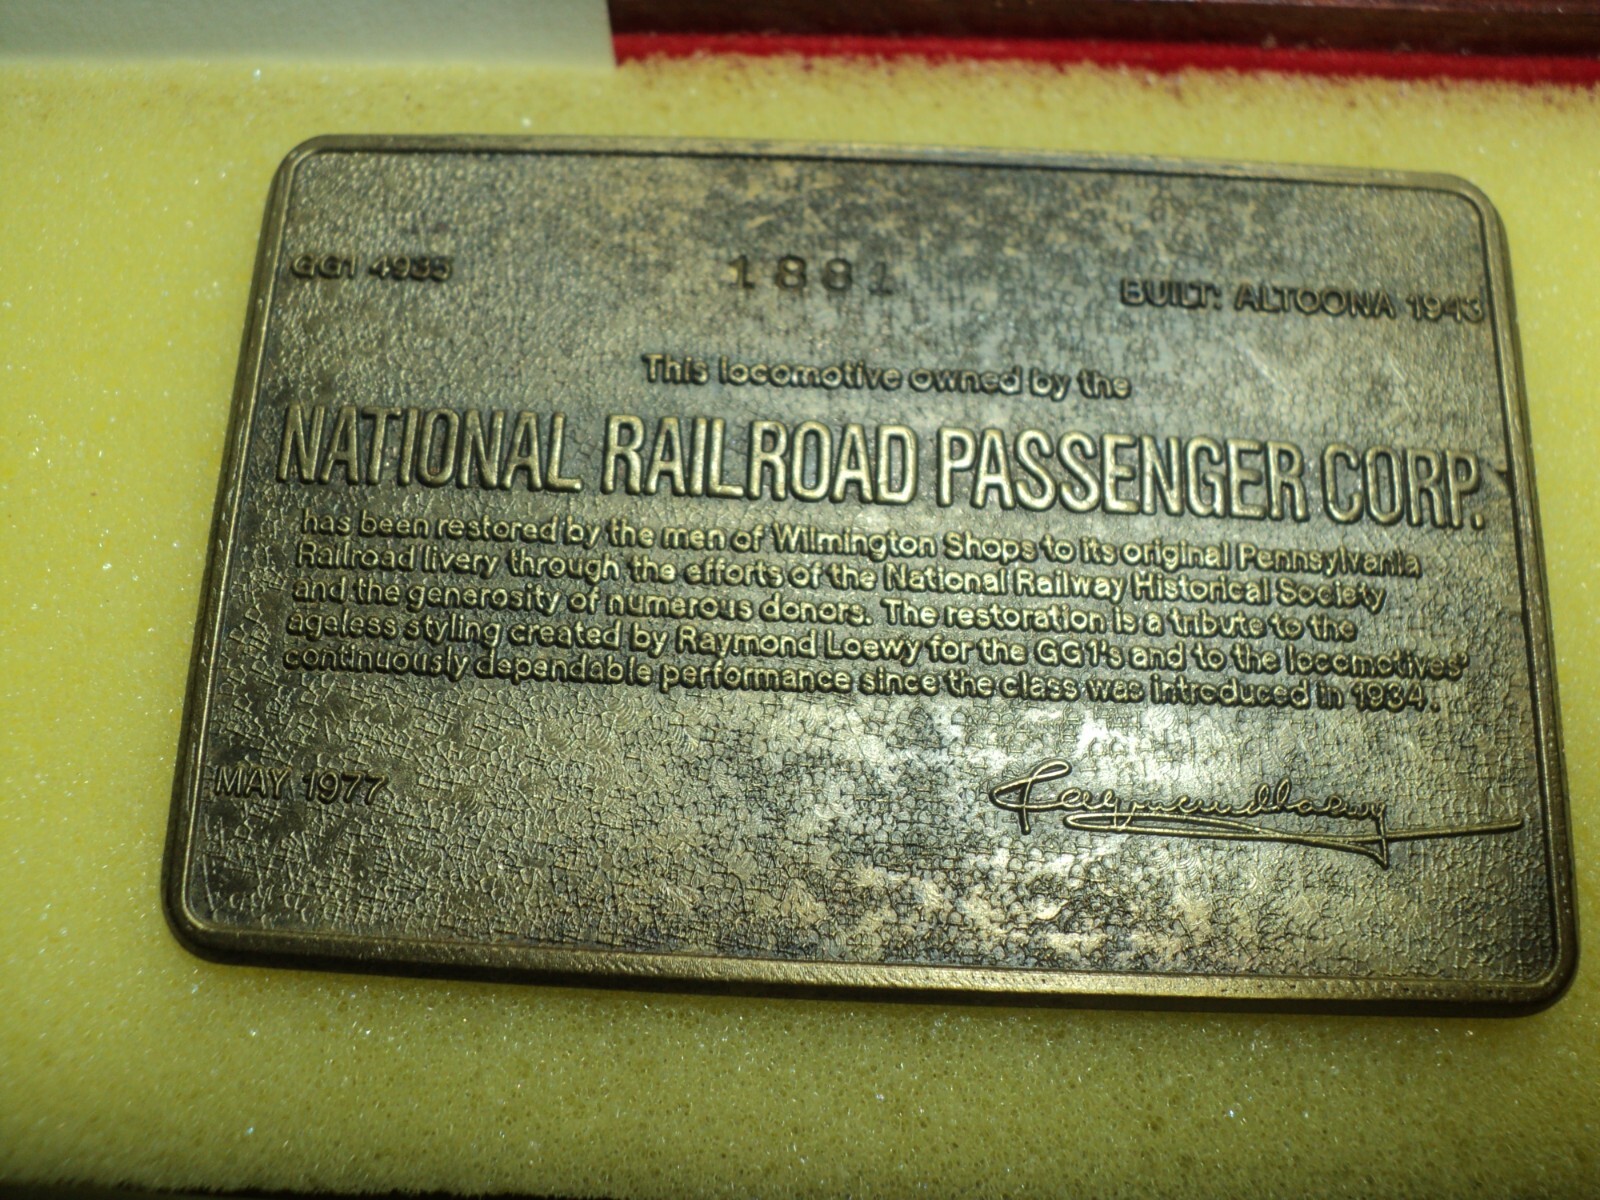 GG1 4935 1881 BUILT: ALTOONA 1943
This locomotive owned by the
NATIONAL RAILROAD PASSENGER CORP.
has been restored by the men of Wilmington Shops to its original Pennsylvania
Railroad livery through the efforts of the National Railway Historical Society
and the generosity of numerous donors. The restoration is a tribute to the
ageless styling created by Raymond Loewy for the GG1's and to the locomotives'
continuously dependable performance since the class was introduced in 1934.
MAY 1977 Raymond Loewy